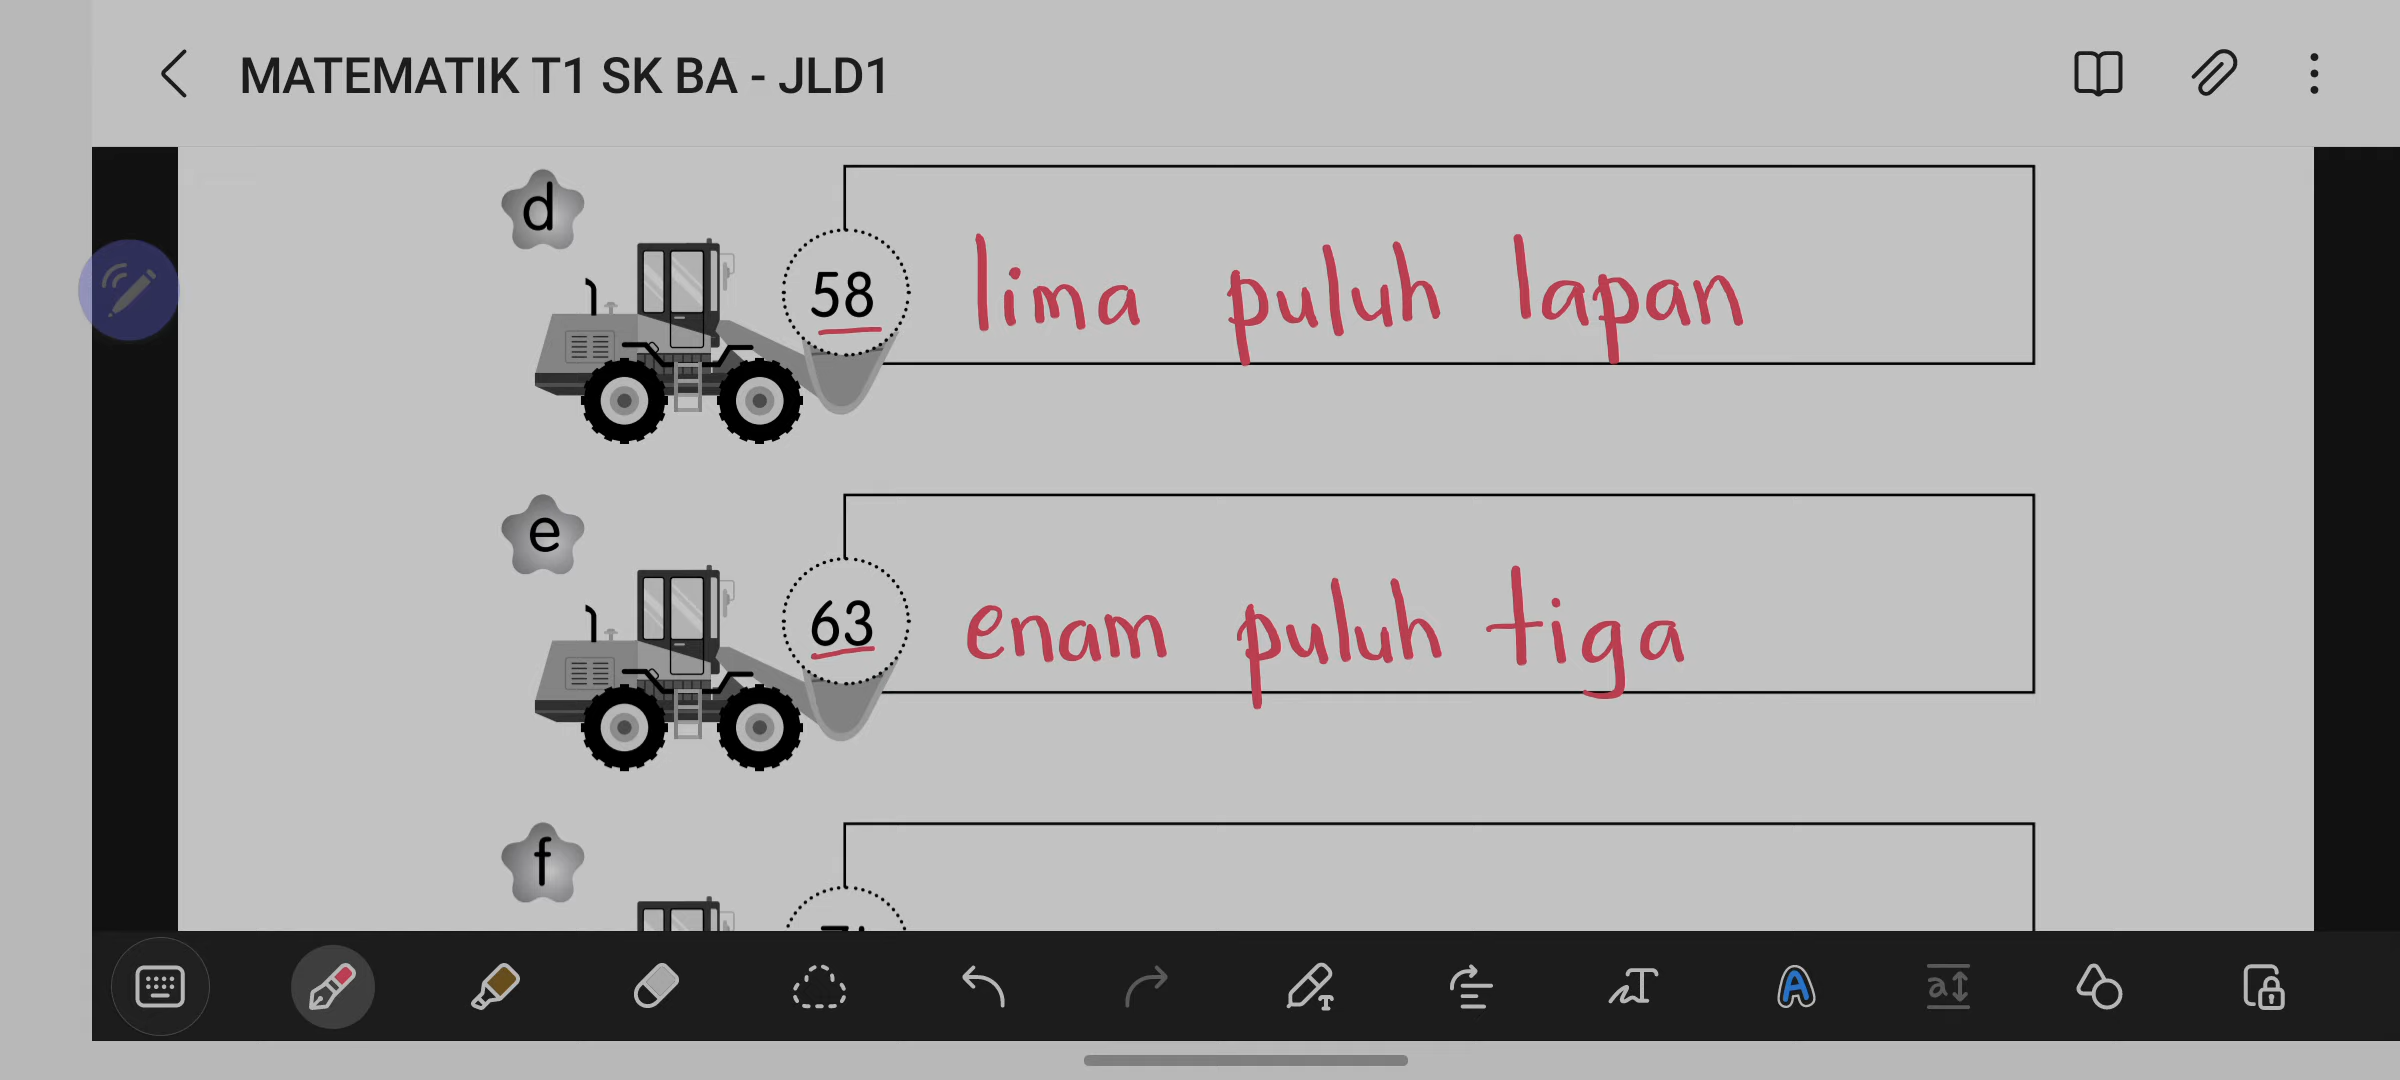 MATEMATIK T1 SK BA - JLD1
d
58 lima puluh lapan
e
63 enam puluh tiga
f